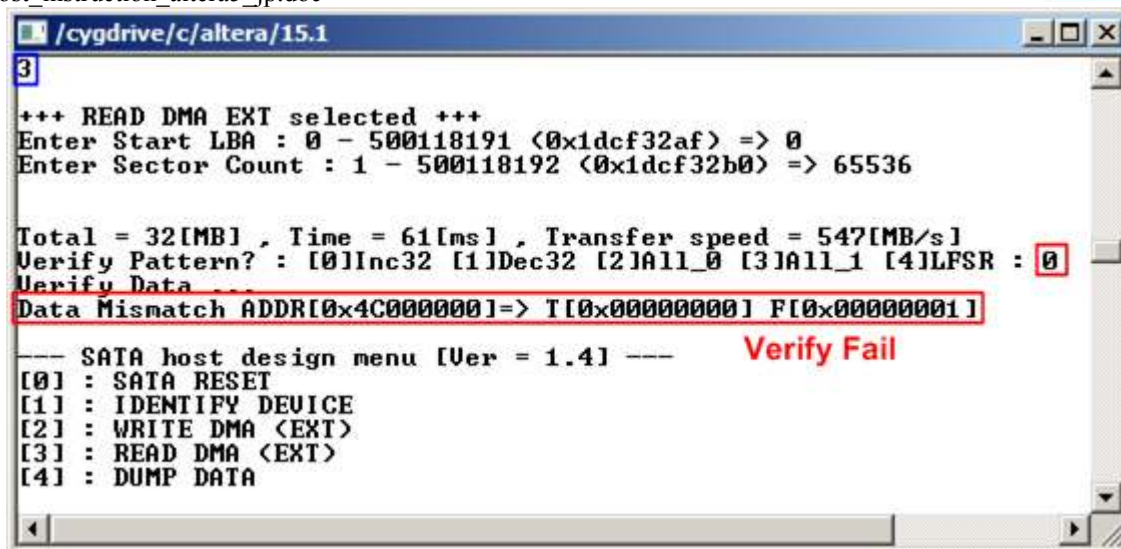 /cygdrive/c/altera/15.1
3
+++ READ DMA EXT selected +++
Enter Start LBA : 0 - 500118191 (0x1dcf32af) => 0
Enter Sector Count : 1 - 500118192 (0x1dcf32b0) => 65536
Total = 32[MB] , Time = 61[ms] , Transfer speed = 547[MB/s]
Verify Pattern? : [0]Inc32 [1]Dec32 [2]All_0 [3]All_1 [4]LFSR : 0
Verify Data ...
Data Mismatch ADDR[0x4C000000]=> T[0x00000000] F[0x00000001]
Verify Fail
--- SATA host design menu [Ver = 1.4] ---
[0] : SATA RESET
[1] : IDENTIFY DEVICE
[2] : WRITE DMA (EXT)
[3] : READ DMA (EXT)
[4] : DUMP DATA